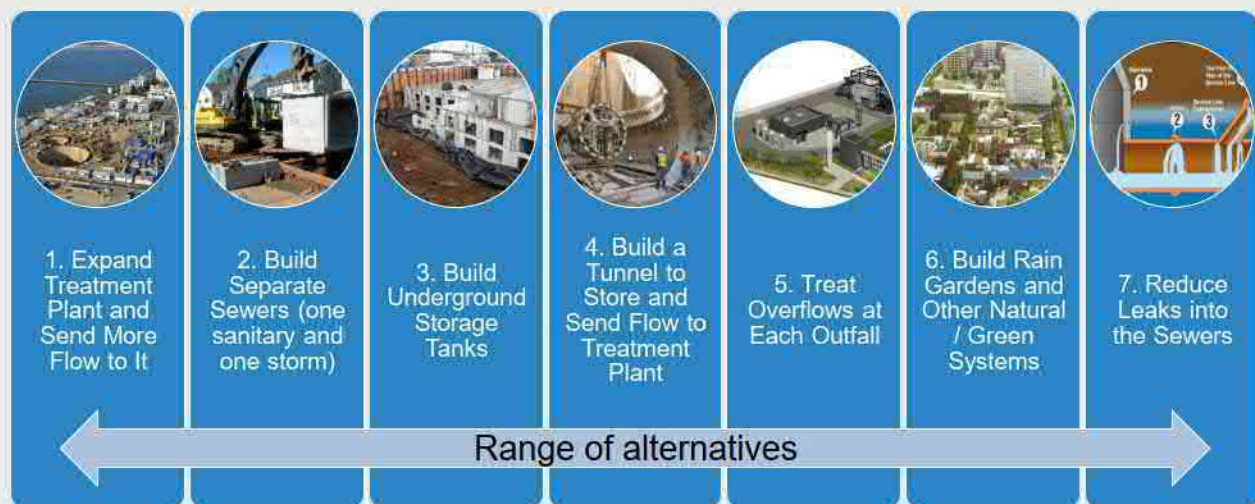 1. Expand
Treatment
Plant and
Send More
Flow to It
2. Build
Separate
Sewers (one
sanitary and
one storm)
3. Build
Underground
Storage
Tanks
4. Build a
Tunnel to
Store and
Send Flow to
Treatment
Plant
5. Treat
Overflows at
Each Outfall
6. Build Rain
Gardens and
Other Natural
/ Green
Systems
1
2
3
7. Reduce
Leaks into
the Sewers
Range of alternatives